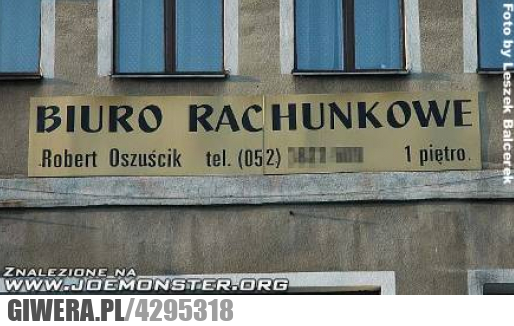 BIURO RACHUNKOWE
Robert Oszuścik tel. (052) 1 piętro.
Foto by Leszek Balcerek
ZNALEZIONE NA
WWW.JOEMONSTER.ORG
GIWERA.PL/4295318